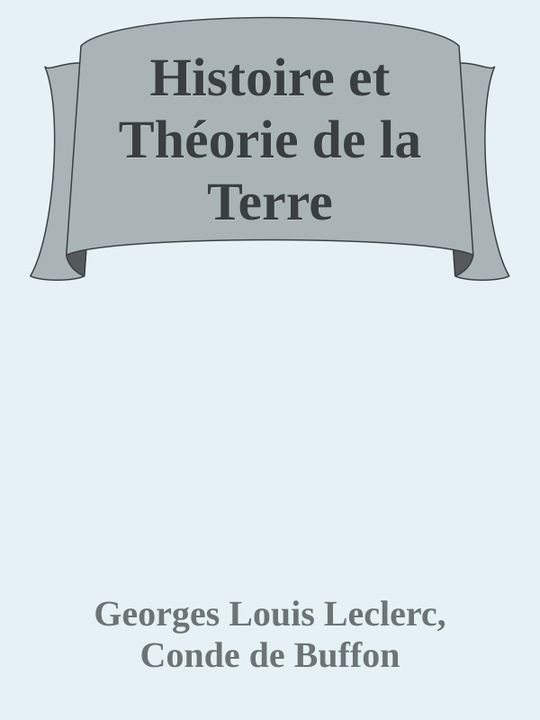 Histoire et
Théorie de la
Terre
Georges Louis Leclerc,
Conde de Buffon